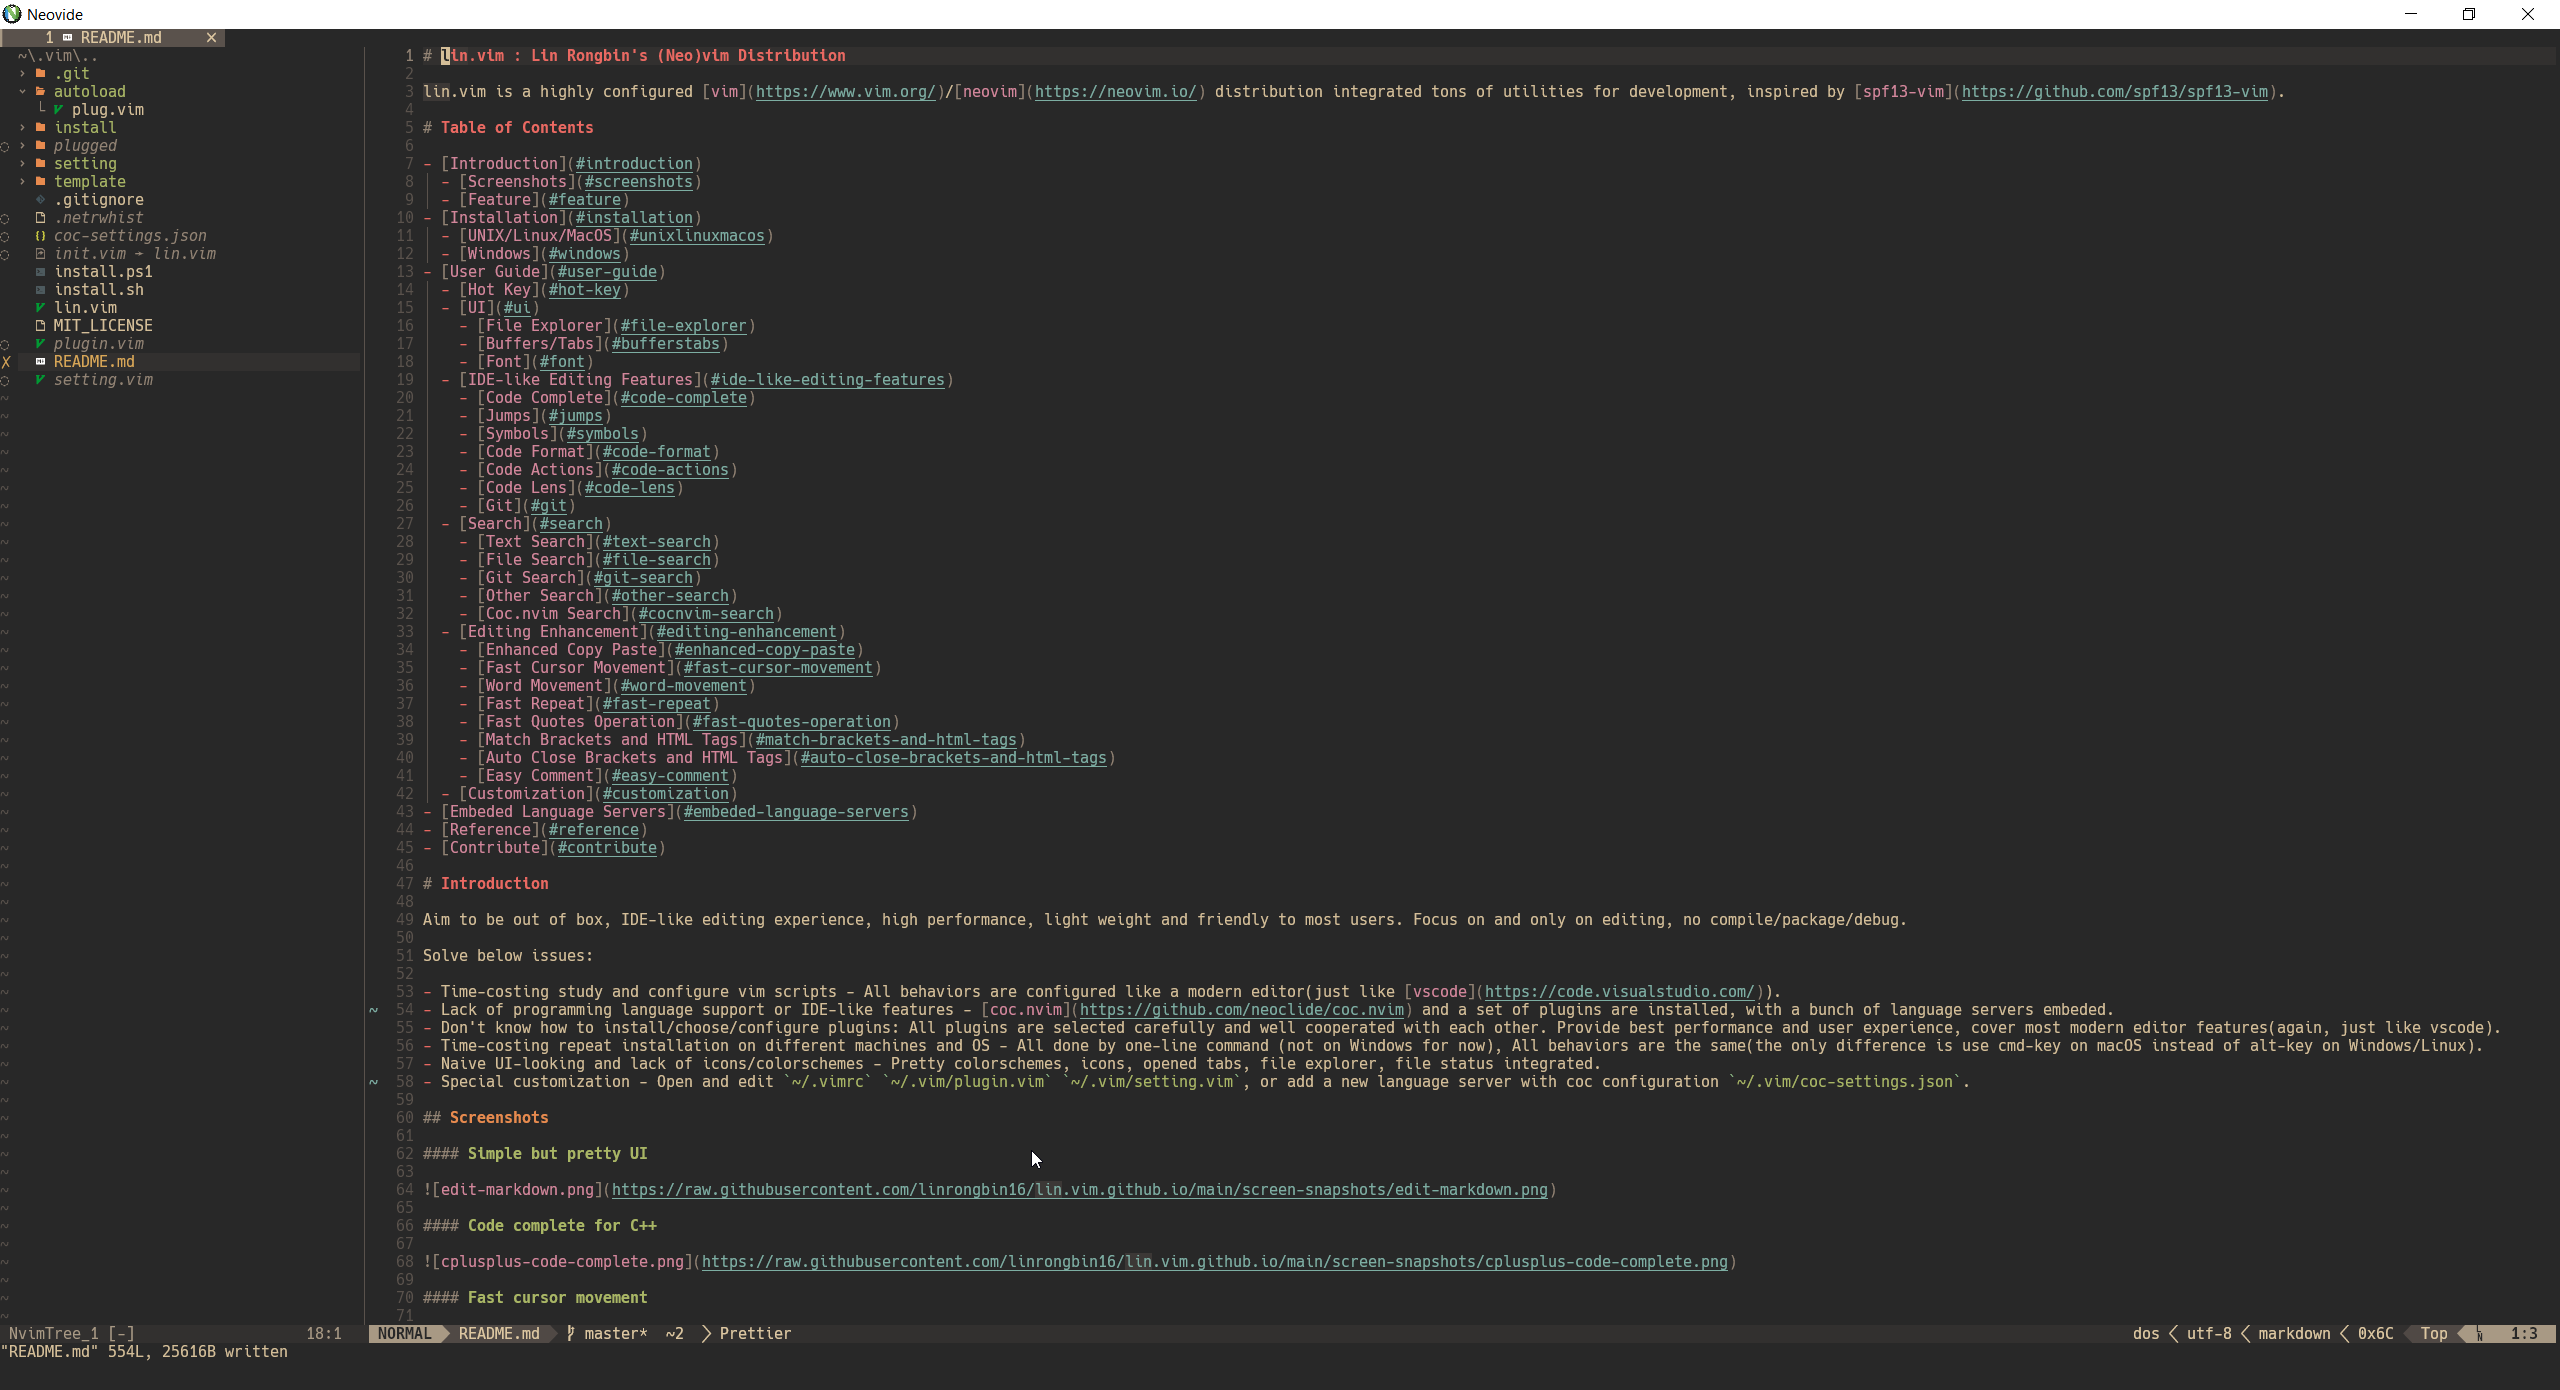 Neovide
1 README.md ×
~\.vim\..
.git
autoload
plug.vim
install
plugged
setting
template
.gitignore
.netrwhist
coc-settings.json
init.vim → lin.vim
install.ps1
install.sh
lin.vim
MIT_LICENSE
plugin.vim
✗ README.md
setting.vim
1 # lin.vim : Lin Rongbin's (Neo)vim Distribution
2
3 lin.vim is a highly configured [vim](https://www.vim.org/)/[neovim](https://neovim.io/) distribution integrated tons of utilities for development, inspired by [spf13-vim](https://github.com/spf13/spf13-vim).
4
5 # Table of Contents
6
7 - [Introduction](#introduction)
8 - [Screenshots](#screenshots)
9 - [Feature](#feature)
10 - [Installation](#installation)
11 - [UNIX/Linux/MacOS](#unixlinuxmacos)
12 - [Windows](#windows)
13 - [User Guide](#user-guide)
14 - [Hot Key](#hot-key)
15 - [UI](#ui)
16 - [File Explorer](#file-explorer)
17 - [Buffers/Tabs](#bufferstabs)
18 - [Font](#font)
19 - [IDE-like Editing Features](#ide-like-editing-features)
20 - [Code Complete](#code-complete)
21 - [Jumps](#jumps)
22 - [Symbols](#symbols)
23 - [Code Format](#code-format)
24 - [Code Actions](#code-actions)
25 - [Code Lens](#code-lens)
26 - [Git](#git)
27 - [Search](#search)
28 - [Text Search](#text-search)
29 - [File Search](#file-search)
30 - [Git Search](#git-search)
31 - [Other Search](#other-search)
32 - [Coc.nvim Search](#cocnvim-search)
33 - [Editing Enhancement](#editing-enhancement)
34 - [Enhanced Copy Paste](#enhanced-copy-paste)
35 - [Fast Cursor Movement](#fast-cursor-movement)
36 - [Word Movement](#word-movement)
37 - [Fast Repeat](#fast-repeat)
38 - [Fast Quotes Operation](#fast-quotes-operation)
39 - [Match Brackets and HTML Tags](#match-brackets-and-html-tags)
40 - [Auto Close Brackets and HTML Tags](#auto-close-brackets-and-html-tags)
41 - [Easy Comment](#easy-comment)
42 - [Customization](#customization)
43 - [Embeded Language Servers](#embeded-language-servers)
44 - [Reference](#reference)
45 - [Contribute](#contribute)
46
47 # Introduction
48
49 Aim to be out of box, IDE-like editing experience, high performance, light weight and friendly to most users. Focus on and only on editing, no compile/package/debug.
50
51 Solve below issues:
52
53 - Time-costing study and configure vim scripts - All behaviors are configured like a modern editor(just like [vscode](https://code.visualstudio.com/)).
~ 54 - Lack of programming language support or IDE-like features - [coc.nvim](https://github.com/neoclide/coc.nvim) and a set of plugins are installed, with a bunch of language servers embeded.
55 - Don't know how to install/choose/configure plugins: All plugins are selected carefully and well cooperated with each other. Provide best performance and user experience, cover most modern editor features(again, just like vscode).
56 - Time-costing repeat installation on different machines and OS - All done by one-line command (not on Windows for now), All behaviors are the same(the only difference is use cmd-key on macOS instead of alt-key on Windows/Linux).
57 - Naive UI-looking and lack of icons/colorschemes - Pretty colorschemes, icons, opened tabs, file explorer, file status integrated.
~ 58 - Special customization - Open and edit `~/.vimrc` `~/.vim/plugin.vim` `~/.vim/setting.vim`, or add a new language server with coc configuration `~/.vim/coc-settings.json`.
59
60 ## Screenshots
61
62 #### Simple but pretty UI
63
64 ![edit-markdown.png](https://raw.githubusercontent.com/linrongbin16/lin.vim.github.io/main/screen-snapshots/edit-markdown.png)
65
66 #### Code complete for C++
67
68 ![cplusplus-code-complete.png](https://raw.githubusercontent.com/linrongbin16/lin.vim.github.io/main/screen-snapshots/cplusplus-code-complete.png)
69
70 #### Fast cursor movement
71
NvimTree_1 [-] 18:1 NORMAL README.md master* ~2 Prettier dos utf-8 markdown 0x6C Top 1:3
"README.md" 554L, 25616B written